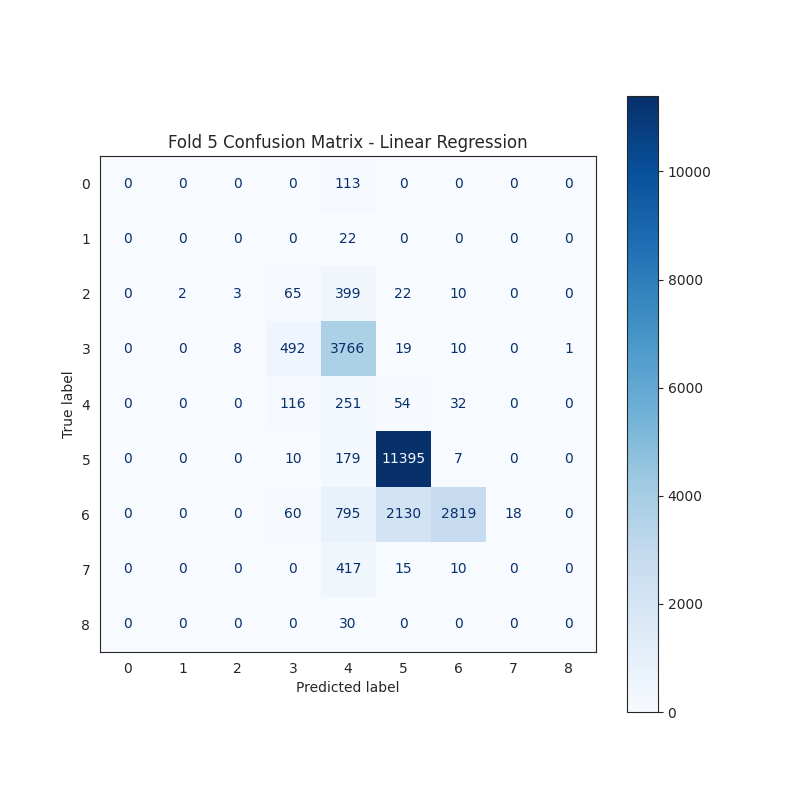 Fold 5 Confusion Matrix - Linear Regression
0 0 0 0 0 113 0 0 0 0
1 0 0 0 0 22 0 0 0 0
2 0 2 3 65 399 22 10 0 0
3 0 0 8 492 3766 19 10 0 1
4 0 0 0 116 251 54 32 0 0
5 0 0 0 10 179 11395 7 0 0
6 0 0 0 60 795 2130 2819 18 0
7 0 0 0 0 417 15 10 0 0
8 0 0 0 0 30 0 0 0 0
0 1 2 3 4 5 6 7 8
Predicted label
True label
10000
8000
6000
4000
2000
0